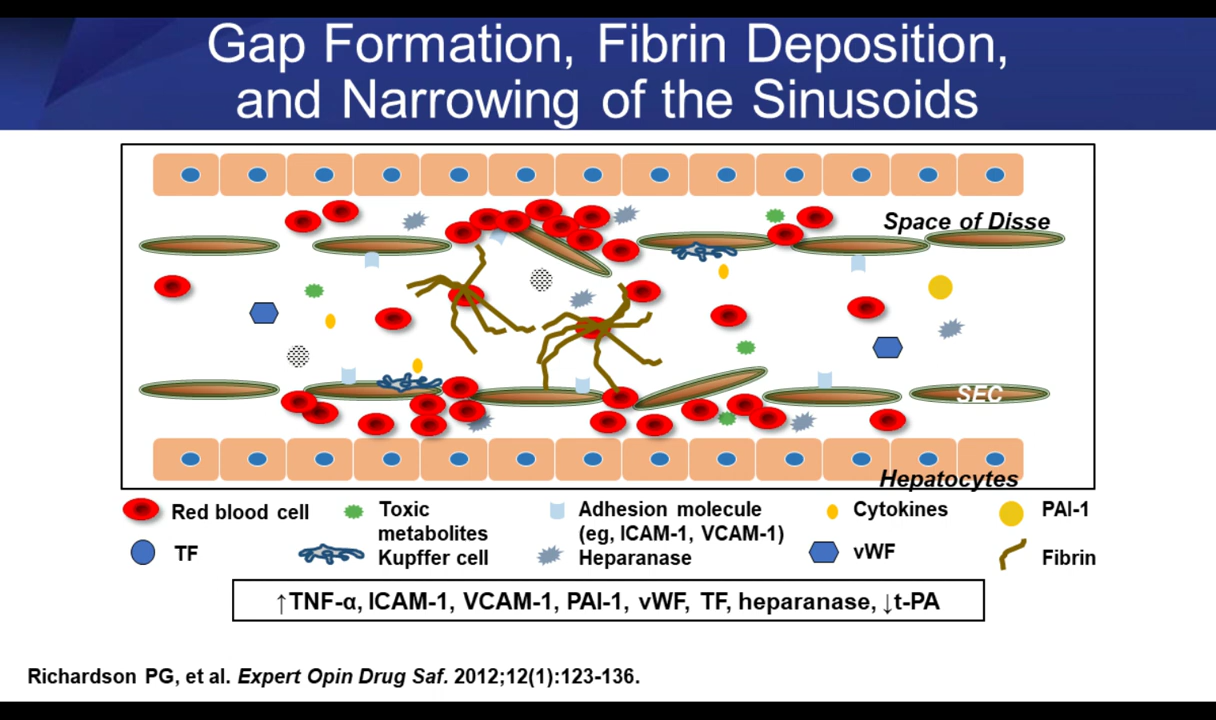 Gap Formation, Fibrin Deposition,
and Narrowing of the Sinusoids
Space of Disse
SEC
Hepatocytes
Red blood cell
Toxic
metabolites
Adhesion molecule
(eg, ICAM-1, VCAM-1)
Cytokines
PAI-1
TF
Kupffer cell
Heparanase
vWF
Fibrin
↑TNF-α, ICAM-1, VCAM-1, PAI-1, vWF, TF, heparanase, ↓t-PA
Richardson PG, et al. Expert Opin Drug Saf. 2012;12(1):123-136.